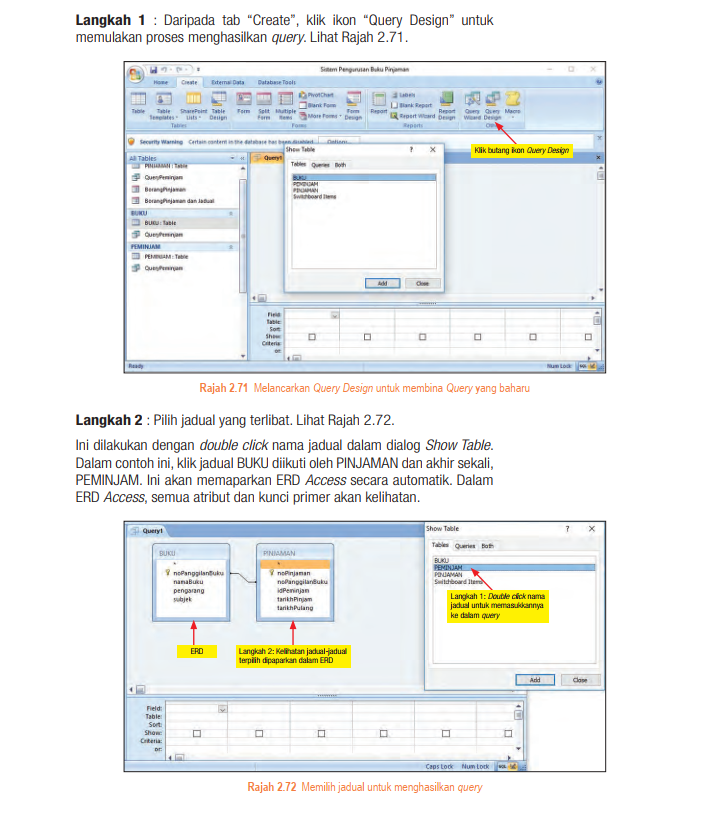 Langkah 1 : Daripada tab “Create”, klik ikon “Query Design” untuk
memulakan proses menghasilkan query. Lihat Rajah 2.71.
Sistem Pengurusan Buku Pinjaman
Home Create External Data Database Tools
Table Table Templates SharePoint Lists Table Design Form Split Form Multiple Items PivotChart Blank Form More Forms Form Design Report Labels Blank Report Report Wizard Report Design Query Wizard Query Design Macro
Tables Forms Reports
Security Warning Certain content in the database has been disabled Options...
Klik butang ikon Query Design
All Tables
PINJAMAN : Table
QueryPeminjam
BorangPinjaman
BorangPinjaman dan Jadual
BUKU
BUKU : Table
QueryPeminjam
PEMINJAM
PEMINJAM : Table
QueryPeminjam
Query1
Show Table
? X
Tables Queries Both
BUKU
PEMINJAM
PINJAMAN
Switchboard Items
Add Close
Field:
Table:
Sort:
Show:
Criteria:
or:
Ready
Num Lock
Rajah 2.71 Melancarkan Query Design untuk membina Query yang baharu
Langkah 2 : Pilih jadual yang terlibat. Lihat Rajah 2.72.
Ini dilakukan dengan double click nama jadual dalam dialog Show Table.
Dalam contoh ini, klik jadual BUKU diikuti oleh PINJAMAN dan akhir sekali,
PEMINJAM. Ini akan memaparkan ERD Access secara automatik. Dalam
ERD Access, semua atribut dan kunci primer akan kelihatan.
Query1
BUKU
*
noPanggilanBuku
namaBuku
pengarang
subjek
PINJAMAN
*
noPinjaman
noPanggilanBuku
idPeminjam
tarikhPinjam
tarikhPulang
ERD
Langkah 2: Kelihatan jadual-jadual
terpilih dipaparkan dalam ERD
Show Table
? X
Tables Queries Both
BUKU
PEMINJAM
PINJAMAN
Switchboard Items
Langkah 1: Double click nama
jadual untuk memasukkannya
ke dalam query
Add Close
Field:
Table:
Sort:
Show:
Criteria:
or:
Caps Lock Num Lock
Rajah 2.72 Memilih jadual untuk menghasilkan query